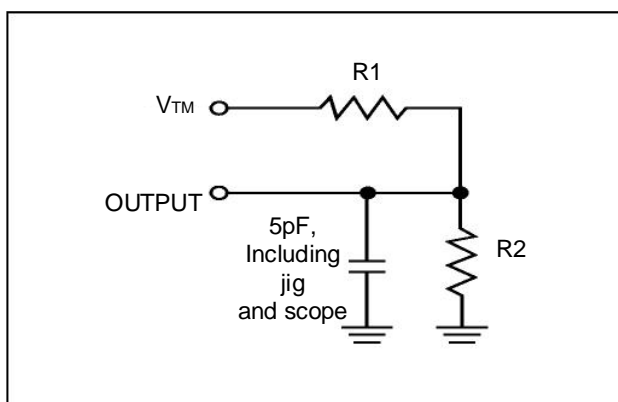 R1
VTM
OUTPUT
5pF,
Including
jig
and scope
R2